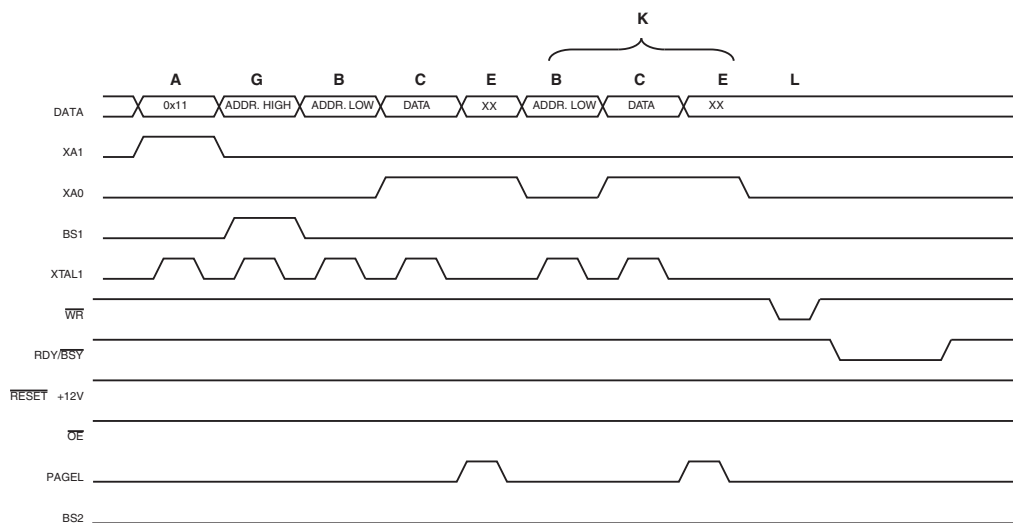 K
A G B C E B C E L
DATA 0x11 ADDR. HIGH ADDR. LOW DATA XX ADDR. LOW DATA XX
XA1
XA0
BS1
XTAL1
WR
RDY/BSY
RESET +12V
OE
PAGEL
BS2